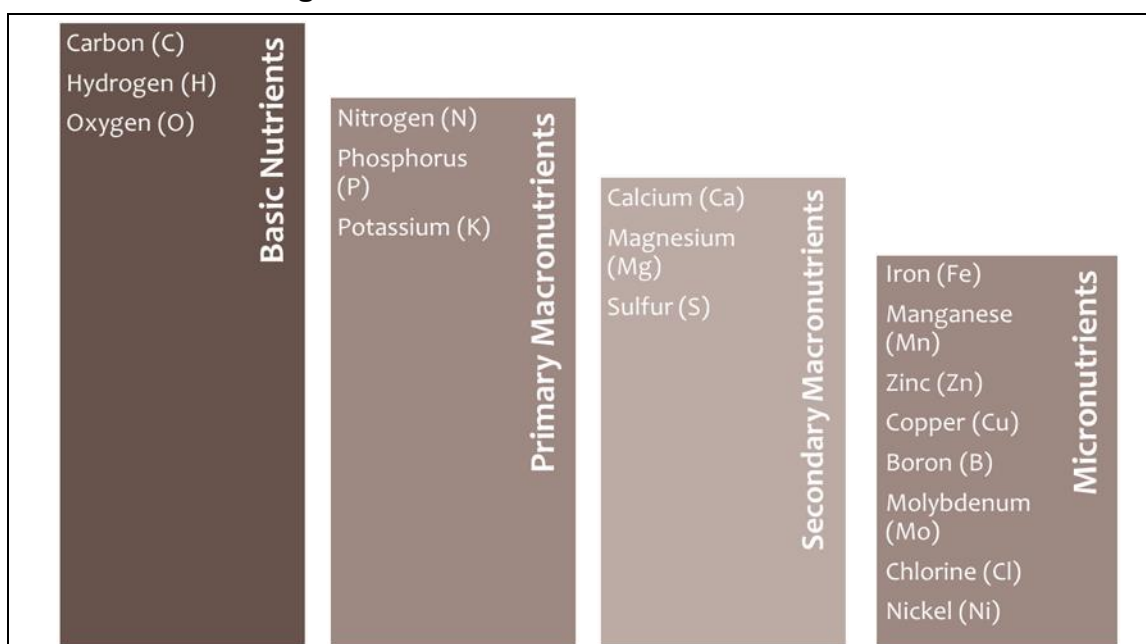 Carbon (C)
Hydrogen (H)
Oxygen (O)
Basic Nutrients
Nitrogen (N)
Phosphorus
(P)
Potassium (K)
Primary Macronutrients
Calcium (Ca)
Magnesium
(Mg)
Sulfur (S)
Secondary Macronutrients
Iron (Fe)
Manganese
(Mn)
Zinc (Zn)
Copper (Cu)
Boron (B)
Molybdenum
(Mo)
Chlorine (Cl)
Nickel (Ni)
Micronutrients